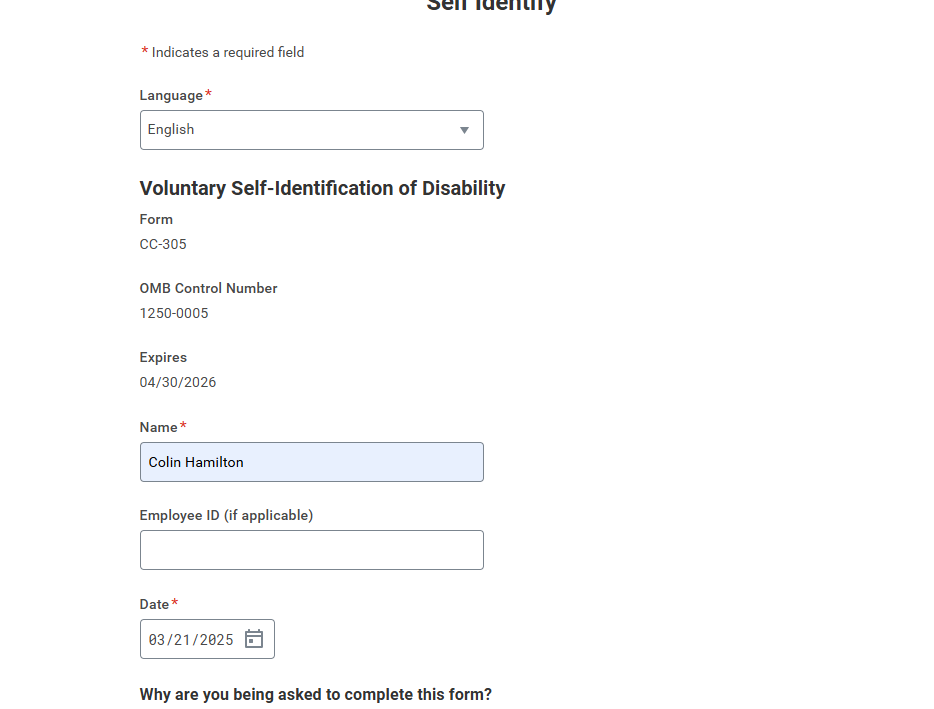 Self Identify
* Indicates a required field
Language*
English
Voluntary Self-Identification of Disability
Form
CC-305
OMB Control Number
1250-0005
Expires
04/30/2026
Name*
Colin Hamilton
Employee ID (if applicable)
Date*
03/21/2025
Why are you being asked to complete this form?